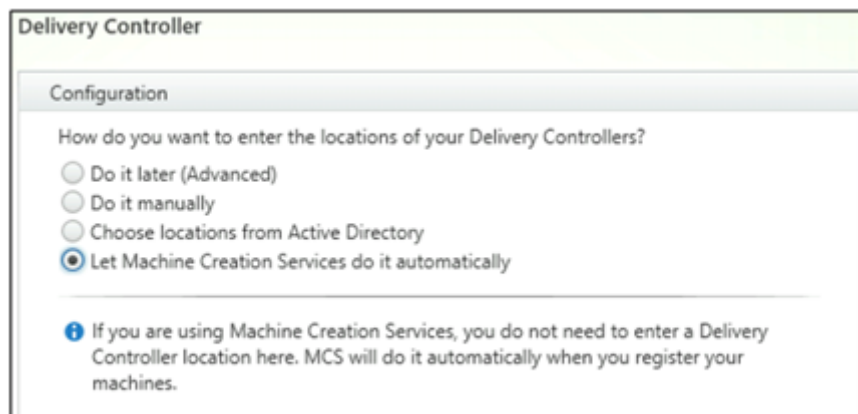 Delivery Controller
Configuration
How do you want to enter the locations of your Delivery Controllers?
Do it later (Advanced)
Do it manually
Choose locations from Active Directory
Let Machine Creation Services do it automatically
If you are using Machine Creation Services, you do not need to enter a Delivery
Controller location here. MCS will do it automatically when you register your
machines.